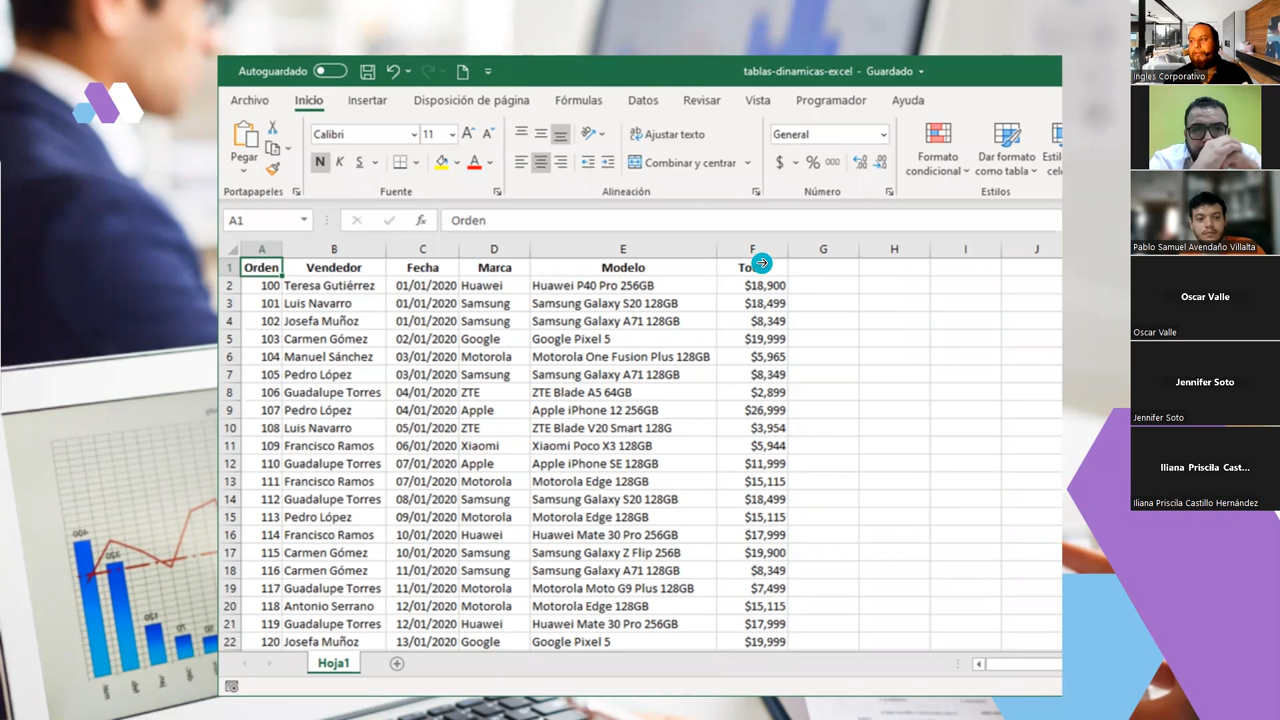 Autoguardado
tablas-dinamicas-excel - Guardado
Archivo Inicio Insertar Disposición de página Fórmulas Datos Revisar Vista Programador Ayuda
Pegar
Calibri 11
N K S
Ajustar texto
Combinar y centrar
General
$ % 000
Formato condicional
Dar formato como tabla
Portapapeles Fuente Alineación Número Estilos
A1 fx Orden
A B C D E F G H I J
1 Orden Vendedor Fecha Marca Modelo
2 100 Teresa Gutiérrez 01/01/2020 Huawei Huawei P40 Pro 256GB $18,900
3 101 Luis Navarro 01/01/2020 Samsung Samsung Galaxy S20 128GB $18,499
4 102 Josefa Muñoz 01/01/2020 Samsung Samsung Galaxy A71 128GB $8,349
5 103 Carmen Gómez 02/01/2020 Google Google Pixel 5 $19,999
6 104 Manuel Sánchez 03/01/2020 Motorola Motorola One Fusion Plus 128GB $5,965
7 105 Pedro López 03/01/2020 Samsung Samsung Galaxy A71 128GB $8,349
8 106 Guadalupe Torres 04/01/2020 ZTE ZTE Blade A5 64GB $2,899
9 107 Pedro López 04/01/2020 Apple Apple iPhone 12 256GB $26,999
10 108 Luis Navarro 05/01/2020 ZTE ZTE Blade V20 Smart 128G $3,954
11 109 Francisco Ramos 06/01/2020 Xiaomi Xiaomi Poco X3 128GB $5,944
12 110 Guadalupe Torres 07/01/2020 Apple Apple iPhone SE 128GB $11,999
13 111 Francisco Ramos 07/01/2020 Motorola Motorola Edge 128GB $15,115
14 112 Guadalupe Torres 08/01/2020 Samsung Samsung Galaxy S20 128GB $18,499
15 113 Pedro López 09/01/2020 Motorola Motorola Edge 128GB $15,115
16 114 Francisco Ramos 10/01/2020 Huawei Huawei Mate 30 Pro 256GB $17,999
17 115 Carmen Gómez 10/01/2020 Samsung Samsung Galaxy Z Flip 256B $19,900
18 116 Carmen Gómez 11/01/2020 Samsung Samsung Galaxy A71 128GB $8,349
19 117 Guadalupe Torres 11/01/2020 Motorola Motorola Moto G9 Plus 128GB $7,499
20 118 Antonio Serrano 12/01/2020 Motorola Motorola Edge 128GB $15,115
21 119 Guadalupe Torres 12/01/2020 Huawei Huawei Mate 30 Pro 256GB $17,999
22 120 Josefa Muñoz 13/01/2020 Google Google Pixel 5 $19,999
Hoja1
Ingles Corporativo
Pablo Samuel Avendaño Villalta
Oscar Valle
Oscar Valle
Jennifer Soto
Jennifer Soto
Iliana Priscila Cast...
Iliana Priscila Castillo Hernández